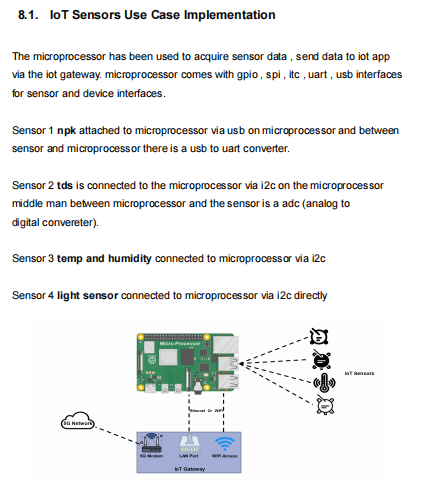 8.1. IoT Sensors Use Case Implementation
The microprocessor has been used to acquire sensor data , send data to iot app
via the iot gateway. microprocessor comes with gpio , spi , itc , uart , usb interfaces
for sensor and device interfaces.
Sensor 1 npk attached to microprocessor via usb on microprocessor and between
sensor and microprocessor there is a usb to uart converter.
Sensor 2 tds is connected to the microprocessor via i2c on the microprocessor
middle man between microprocessor and the sensor is a adc (analog to
digital convereter).
Sensor 3 temp and humidity connected to microprocessor via i2c
Sensor 4 light sensor connected to microprocessor via i2c directly
Micro Processor
IoT Sensors
Ethernet Or WiFi
5G Network
5G Modem LAN Port WiFi Access
IoT Gateway